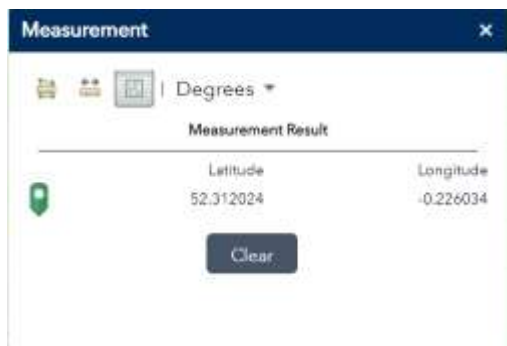 Measurement ×
Degrees
Measurement Result
Latitude Longitude
52.312024 -0.226034
Clear